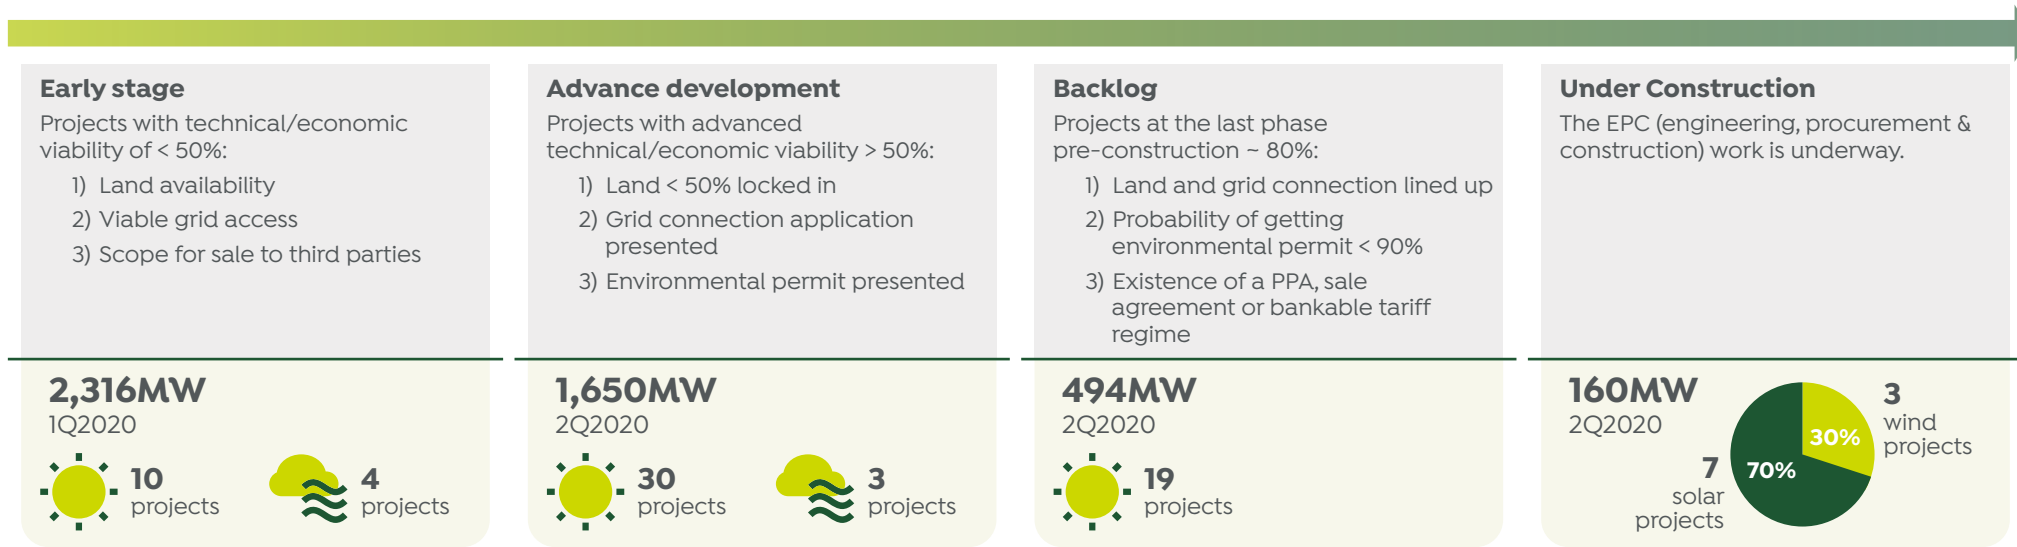 Early stage
Projects with technical/economic
viability of < 50%:
1) Land availability
2) Viable grid access
3) Scope for sale to third parties
2,316MW
1Q2020
10
projects
4
projects
Advance development
Projects with advanced
technical/economic viability > 50%:
1) Land < 50% locked in
2) Grid connection application
presented
3) Environmental permit presented
1,650MW
2Q2020
30
projects
3
projects
Backlog
Projects at the last phase
pre-construction ~ 80%:
1) Land and grid connection lined up
2) Probability of getting
environmental permit < 90%
3) Existence of a PPA, sale
agreement or bankable tariff
regime
494MW
2Q2020
19
projects
Under Construction
The EPC (engineering, procurement &
construction) work is underway.
160MW
2Q2020
3
wind
projects
30%
70%
7
solar
projects